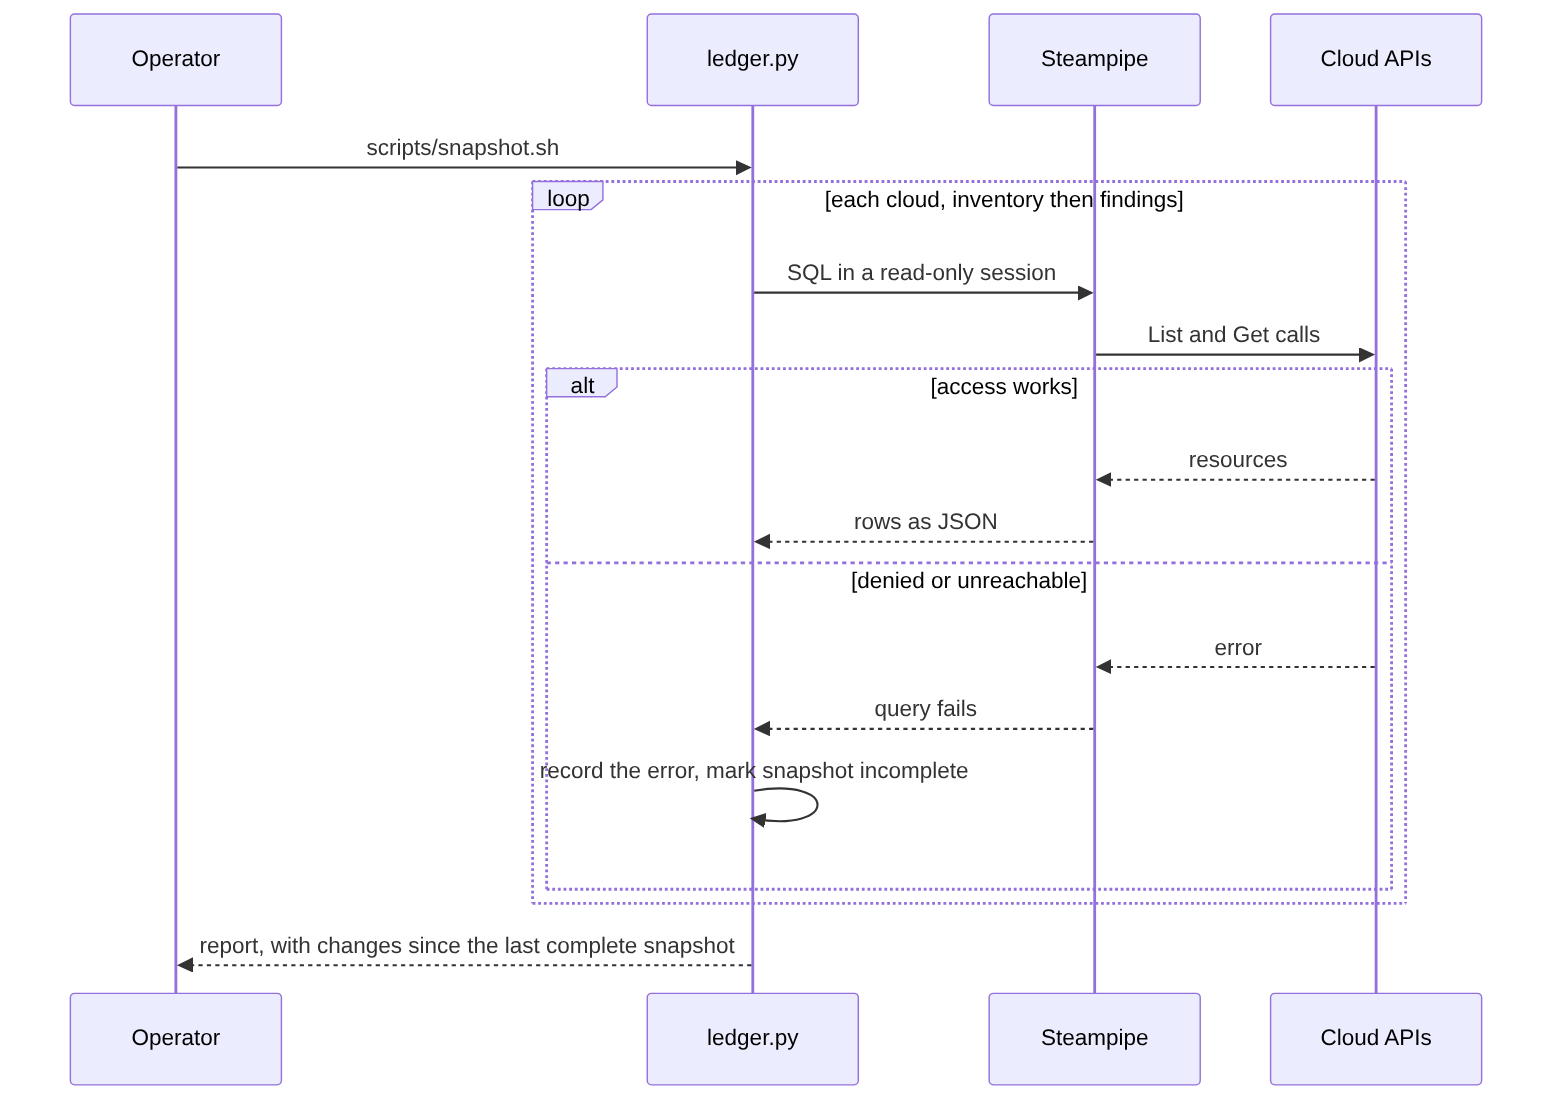 Operator
ledger.py
Steampipe
Cloud APIs
scripts/snapshot.sh
loop
[each cloud, inventory then findings]
SQL in a read-only session
List and Get calls
alt
[access works]
resources
rows as JSON
[denied or unreachable]
error
query fails
record the error, mark snapshot incomplete
report, with changes since the last complete snapshot
Operator
ledger.py
Steampipe
Cloud APIs